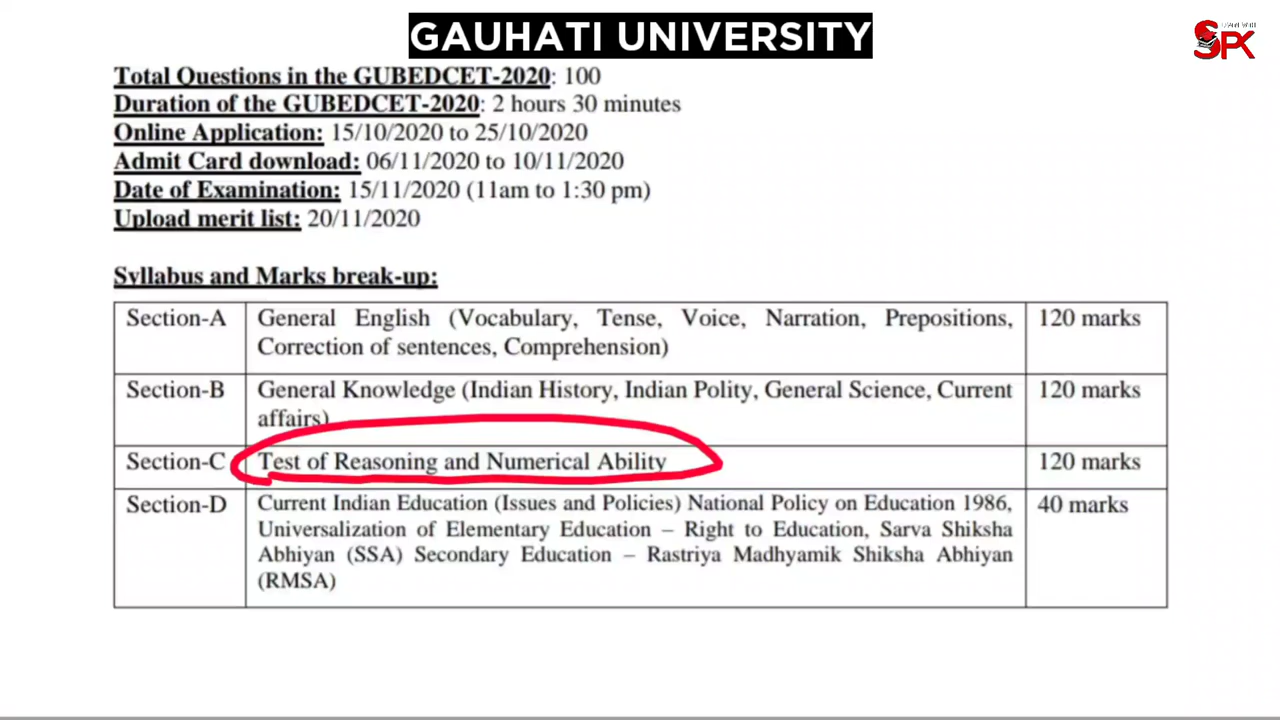 GAUHATI UNIVERSITY
SPK
Total Questions in the GUBEDCET-2020: 100
Duration of the GUBEDCET-2020: 2 hours 30 minutes
Online Application: 15/10/2020 to 25/10/2020
Admit Card download: 06/11/2020 to 10/11/2020
Date of Examination: 15/11/2020 (11am to 1:30 pm)
Upload merit list: 20/11/2020
Syllabus and Marks break-up:
Section-A General English (Vocabulary, Tense, Voice, Narration, Prepositions, 120 marks
Correction of sentences, Comprehension)
Section-B General Knowledge (Indian History, Indian Polity, General Science, Current 120 marks
affairs)
Section-C Test of Reasoning and Numerical Ability 120 marks
Section-D Current Indian Education (Issues and Policies) National Policy on Education 1986, 40 marks
Universalization of Elementary Education – Right to Education, Sarva Shiksha
Abhiyan (SSA) Secondary Education – Rastriya Madhyamik Shiksha Abhiyan
(RMSA)